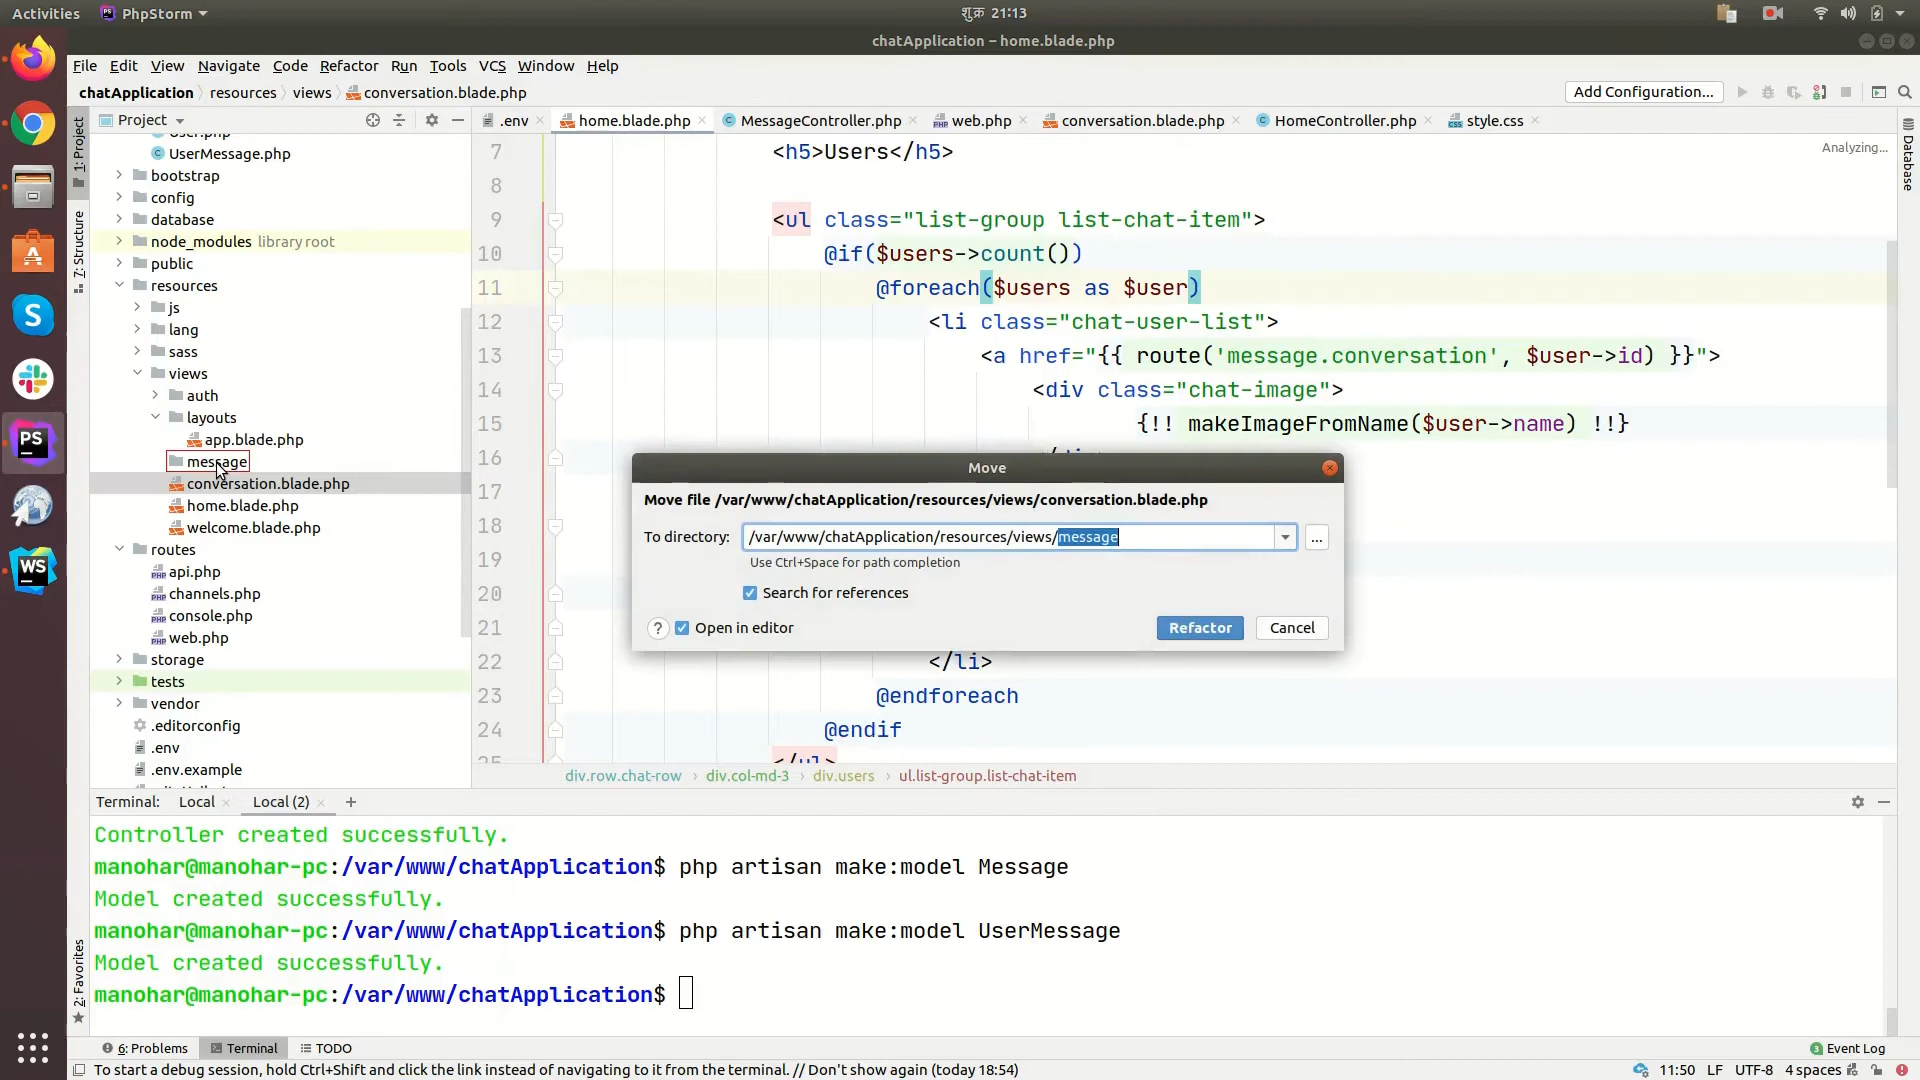 Activities PhpStorm शुक्र 21:13
chatApplication – home.blade.php
File Edit View Navigate Code Refactor Run Tools VCS Window Help
chatApplication resources views conversation.blade.php Add Configuration...
Project .env home.blade.php MessageController.php web.php conversation.blade.php HomeController.php style.css
1: Project
7: Structure
2: Favorites
Database
User.php
UserMessage.php
bootstrap
config
database
node_modules library root
public
resources
js
lang
sass
views
auth
layouts
app.blade.php
message
conversation.blade.php
home.blade.php
welcome.blade.php
routes
api.php
channels.php
console.php
web.php
storage
tests
vendor
.editorconfig
.env
.env.example
Analyzing...
7 <h5>Users</h5>
8
9 <ul class="list-group list-chat-item">
10 @if($users->count())
11 @foreach($users as $user)
12 <li class="chat-user-list">
13 <a href="{{ route('message.conversation', $user->id) }}">
14 <div class="chat-image">
15 {!! makeImageFromName($user->name) !!}
16
17
18
19
20
21
22 </li>
23 @endforeach
24 @endif
25 </ul>
Move
Move file /var/www/chatApplication/resources/views/conversation.blade.php
To directory: /var/www/chatApplication/resources/views/message ...
Use Ctrl+Space for path completion
Search for references
? Open in editor Refactor Cancel
div.row.chat-row div.col-md-3 div.users ul.list-group.list-chat-item
Terminal: Local Local (2)
Controller created successfully.
manohar@manohar-pc:/var/www/chatApplication$ php artisan make:model Message
Model created successfully.
manohar@manohar-pc:/var/www/chatApplication$ php artisan make:model UserMessage
Model created successfully.
manohar@manohar-pc:/var/www/chatApplication$
6: Problems Terminal TODO 3 Event Log
To start a debug session, hold Ctrl+Shift and click the link instead of navigating to it from the terminal. // Don't show again (today 18:54) 11:50 LF UTF-8 4 spaces